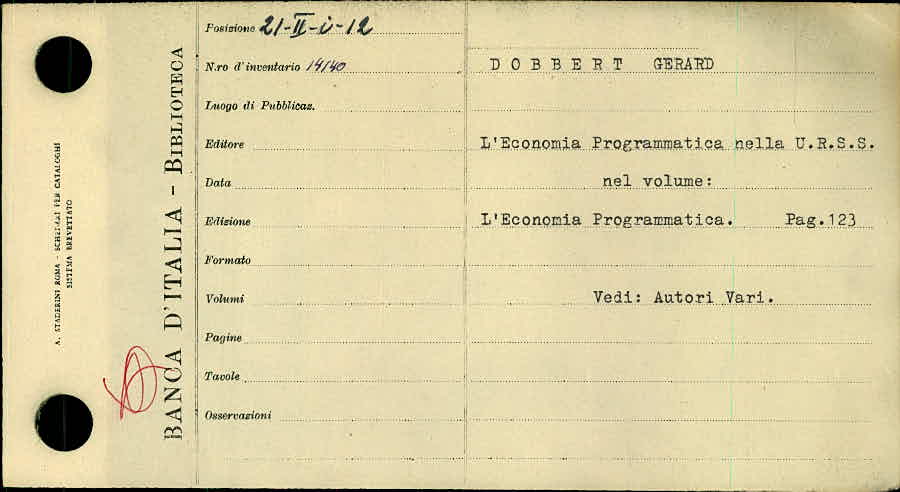 A. STADERINI ROMA - SCHEDARI PER CATALOGHI
SISTEMA BREVETTATO
BANCA D'ITALIA - BIBLIOTECA
Posizione 21-II-i-12
N.ro d'inventario 14140
Luogo di Pubblicaz.
Editore
Data
Edizione
Formato
Volumi
Pagine
Tavole
Osservazioni
DOBBERT GERARD
L'Economia Programmatica nella U.R.S.S.
nel volume:
L'Economia Programmatica. Pag.123
Vedi: Autori Vari.